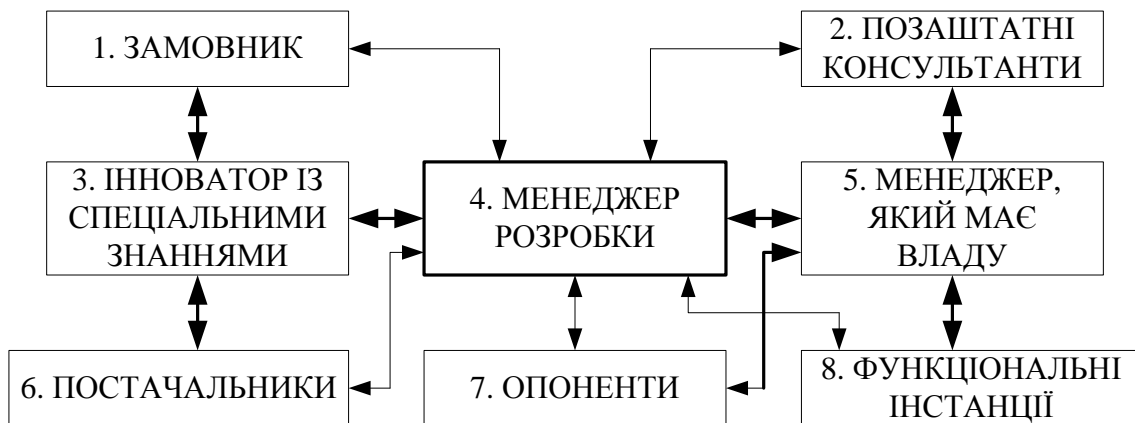 1. ЗАМОВНИК
2. ПОЗАШТАТНІ
КОНСУЛЬТАНТИ
3. ІННОВАТОР ІЗ
СПЕЦІАЛЬНИМИ
ЗНАННЯМИ
4. МЕНЕДЖЕР
РОЗРОБКИ
5. МЕНЕДЖЕР,
ЯКИЙ МАЄ
ВЛАДУ
6. ПОСТАЧАЛЬНИКИ
7. ОПОНЕНТИ
8. ФУНКЦІОНАЛЬНІ
ІНСТАНЦІЇ